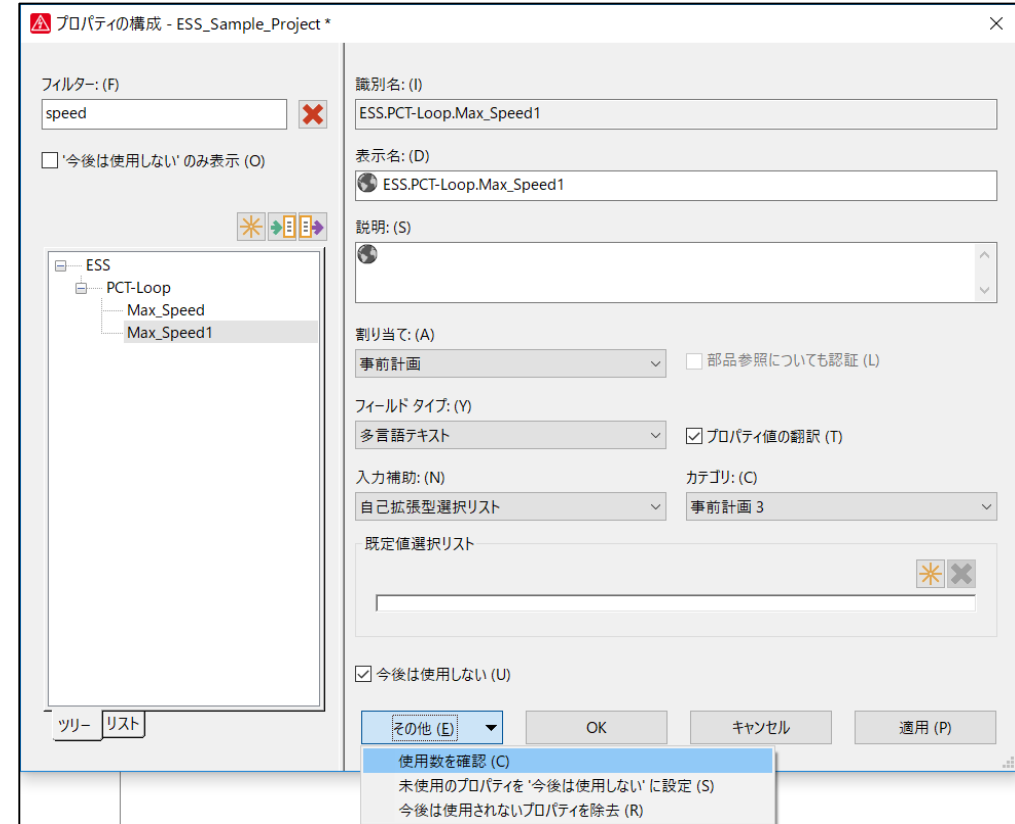 プロパティの構成 - ESS_Sample_Project *
フィルター: (F)
speed
'今後は使用しない' のみ表示 (O)
ESS
PCT-Loop
Max_Speed
Max_Speed1
ツリー
リスト
識別名: (I)
ESS.PCT-Loop.Max_Speed1
表示名: (D)
ESS.PCT-Loop.Max_Speed1
説明: (S)
割り当て: (A)
事前計画
部品参照についても認証 (L)
フィールド タイプ: (Y)
多言語テキスト
プロパティ値の翻訳 (T)
入力補助: (N)
カテゴリ: (C)
自己拡張型選択リスト
事前計画 3
既定値選択リスト
今後は使用しない (U)
その他 (E)
OK
キャンセル
適用 (P)
使用数を確認 (C)
未使用のプロパティを '今後は使用しない' に設定 (S)
今後は使用されないプロパティを除去 (R)